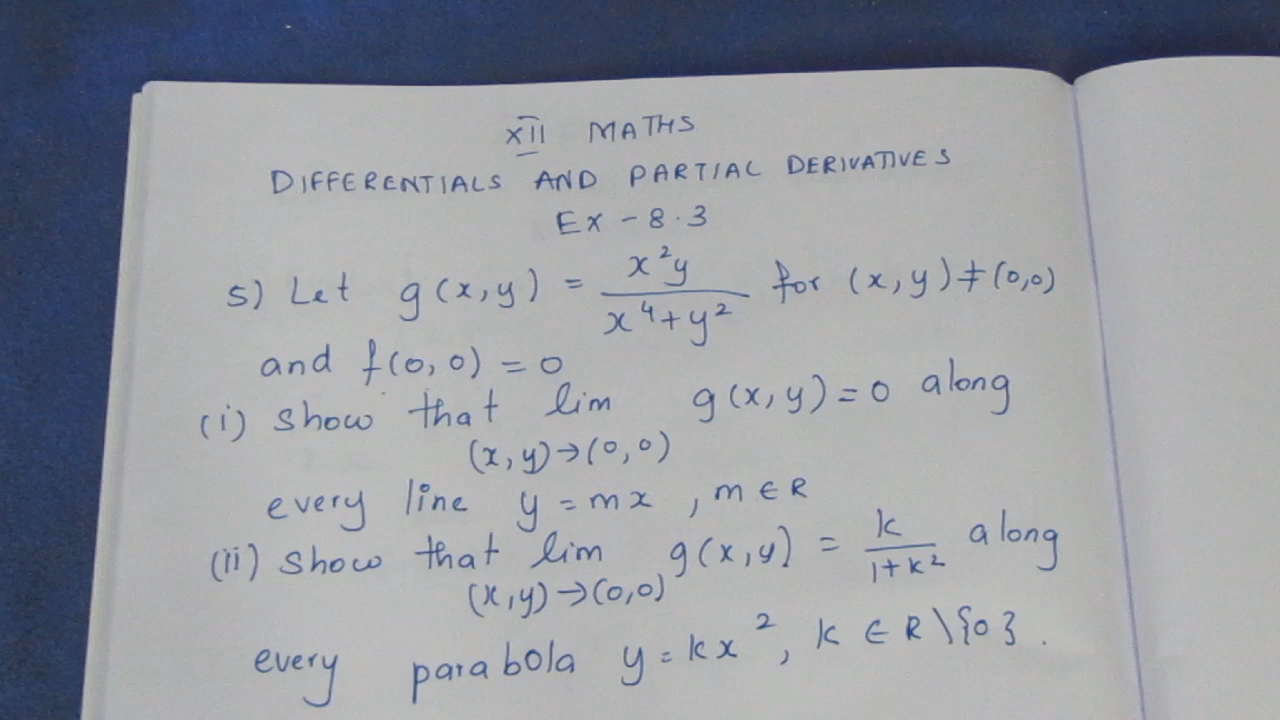 XII MATHS
DIFFERENTIALS AND PARTIAL DERIVATIVES
Ex - 8.3
5) Let g(x,y) = x²y / x⁴+y² for (x,y) ≠ (0,0)
and f(0,0) = 0
(i) show that lim g(x,y) = 0 along
(x,y)→(0,0)
every line y = mx , m ∈ R
(ii) show that lim g(x,y) = k / 1+k² along
(x,y)→(0,0)
every parabola y = kx², k ∈ R\{0}.